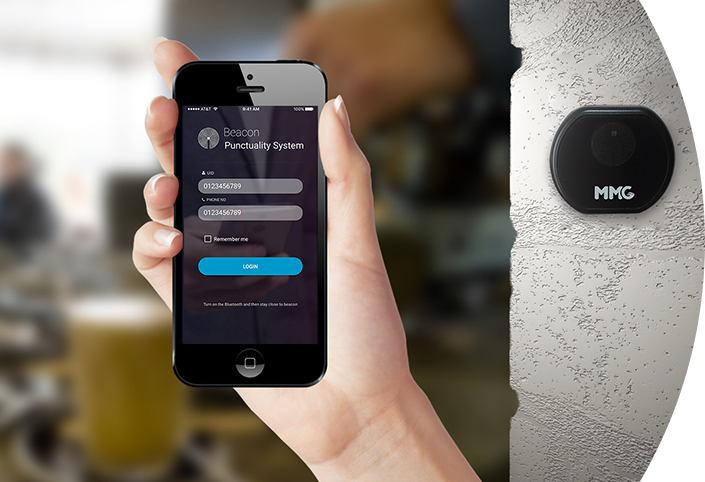 ●●●●● AT&T
9:41 AM
100%
Beacon
Punctuality System
UID
0123456789
PHONE NO
0123456789
Remember me
LOGIN
Turn on the Bluetooth and then stay close to beacon
MMG